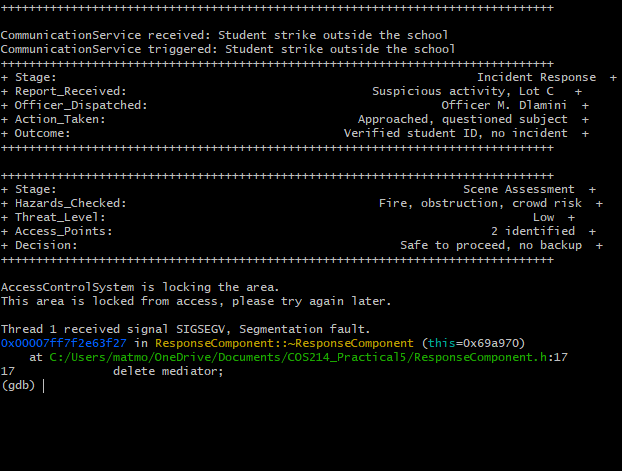 +++++++++++++++++++++++++++++++++++++++++++++++++++++++++++++++++++++++++++++++
CommunicationService received: Student strike outside the school
CommunicationService triggered: Student strike outside the school
+++++++++++++++++++++++++++++++++++++++++++++++++++++++++++++++++++++++++++++++
+ Stage: Incident Response +
+ Report_Received: Suspicious activity, Lot C +
+ Officer_Dispatched: Officer M. Dlamini +
+ Action_Taken: Approached, questioned subject +
+ Outcome: Verified student ID, no incident +
+++++++++++++++++++++++++++++++++++++++++++++++++++++++++++++++++++++++++++++++
+++++++++++++++++++++++++++++++++++++++++++++++++++++++++++++++++++++++++++++++
+ Stage: Scene Assessment +
+ Hazards_Checked: Fire, obstruction, crowd risk +
+ Threat_Level: Low +
+ Access_Points: 2 identified +
+ Decision: Safe to proceed, no backup +
+++++++++++++++++++++++++++++++++++++++++++++++++++++++++++++++++++++++++++++++
AccessControlSystem is locking the area.
This area is locked from access, please try again later.
Thread 1 received signal SIGSEGV, Segmentation fault.
0x00007ff7f2e63f27 in ResponseComponent::~ResponseComponent (this=0x69a970)
at C:/Users/matmo/OneDrive/Documents/COS214_Practical5/ResponseComponent.h:17
17 delete mediator;
(gdb)